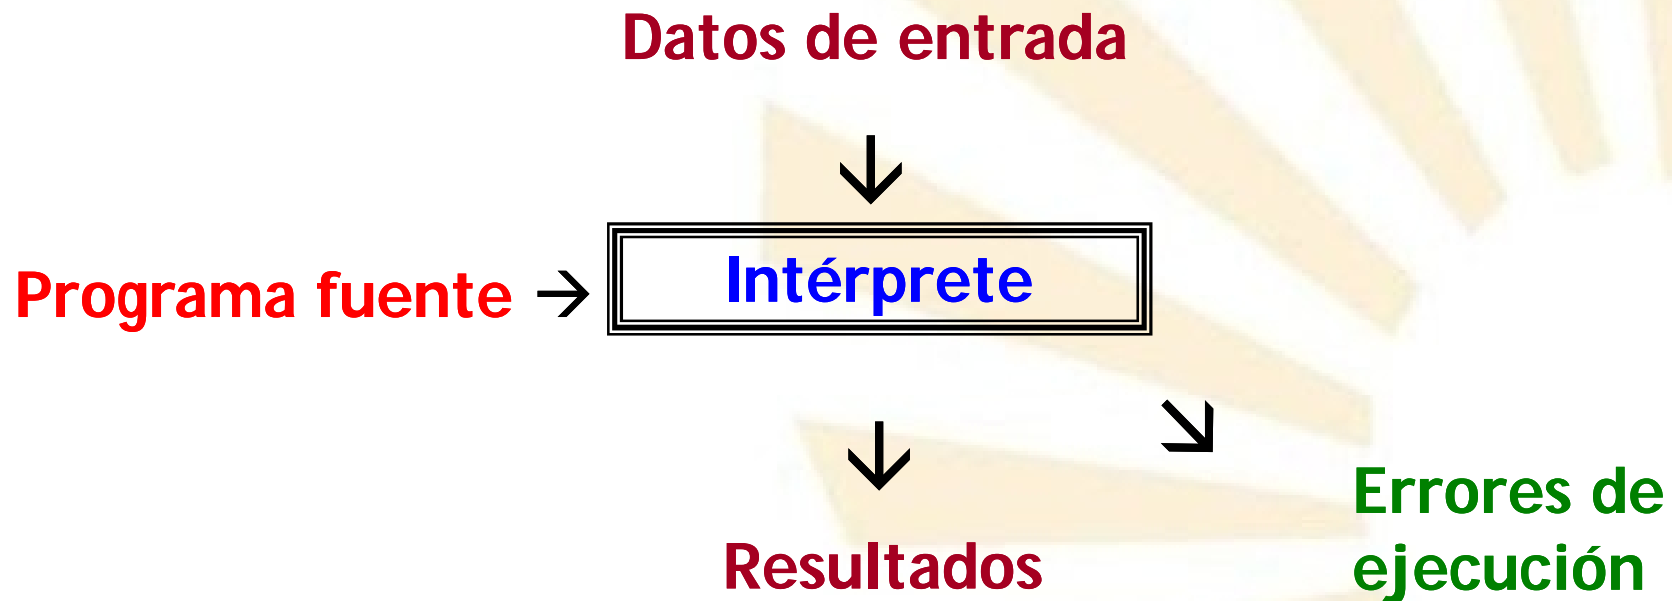 Datos de entrada
Programa fuente → Intérprete
Resultados
Errores de
ejecución